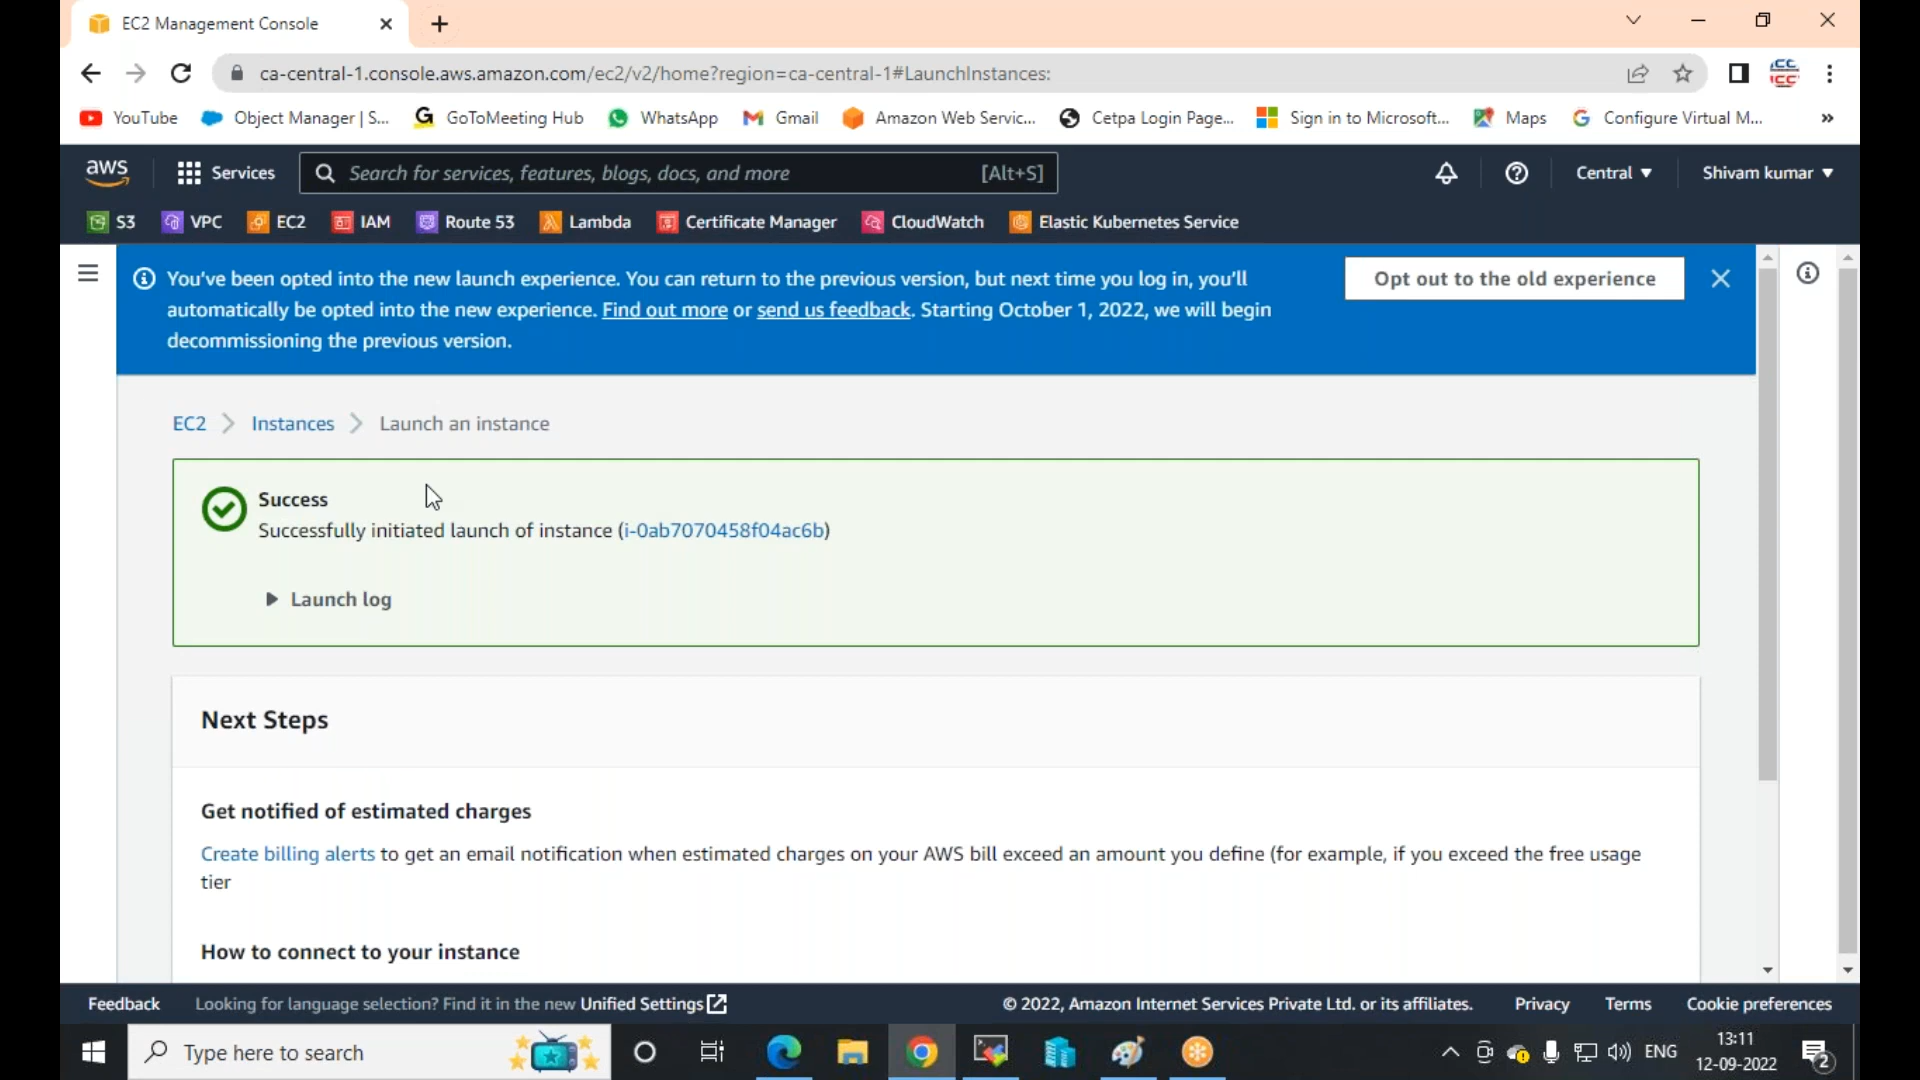 EC2 Management Console
ca-central-1.console.aws.amazon.com/ec2/v2/home?region=ca-central-1#LaunchInstances:
YouTube Object Manager | S... GoToMeeting Hub WhatsApp Gmail Amazon Web Servic... Cetpa Login Page... Sign in to Microsoft... Maps Configure Virtual M... »
aws Services Search for services, features, blogs, docs, and more [Alt+S] Central Shivam kumar
S3 VPC EC2 IAM Route 53 Lambda Certificate Manager CloudWatch Elastic Kubernetes Service
You've been opted into the new launch experience. You can return to the previous version, but next time you log in, you'll
automatically be opted into the new experience. Find out more or send us feedback. Starting October 1, 2022, we will begin
decommissioning the previous version.
Opt out to the old experience
EC2 > Instances > Launch an instance
Success
Successfully initiated launch of instance (i-0ab7070458f04ac6b)
Launch log
Next Steps
Get notified of estimated charges
Create billing alerts to get an email notification when estimated charges on your AWS bill exceed an amount you define (for example, if you exceed the free usage
tier
How to connect to your instance
Feedback Looking for language selection? Find it in the new Unified Settings © 2022, Amazon Internet Services Private Ltd. or its affiliates. Privacy Terms Cookie preferences
Type here to search ENG 13:11
12-09-2022 2